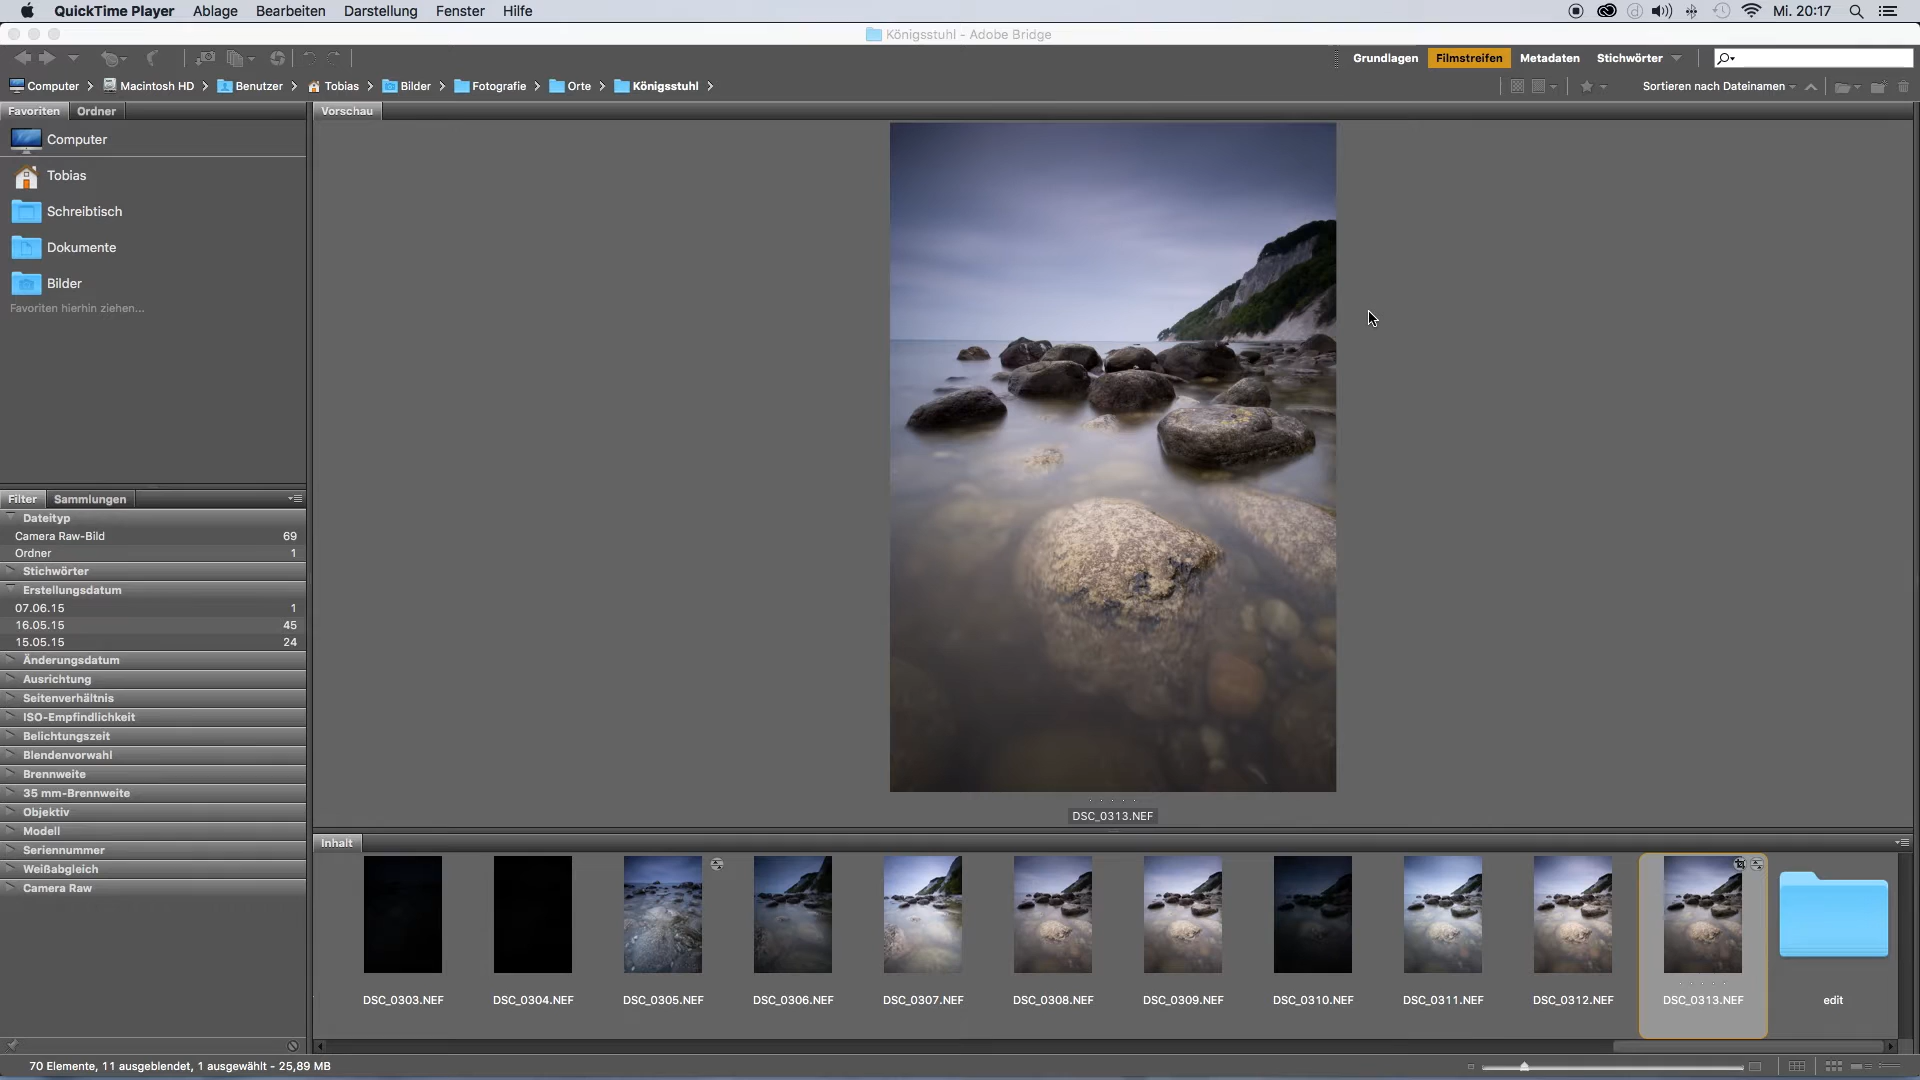 QuickTime Player Ablage Bearbeiten Darstellung Fenster Hilfe Mi. 20:17
Königsstuhl - Adobe Bridge
Grundlagen Filmstreifen Metadaten Stichwörter
Computer Macintosh HD Benutzer Tobias Bilder Fotografie Orte Königsstuhl Sortieren nach Dateinamen
Favoriten Ordner
Vorschau
Computer
Tobias
Schreibtisch
Dokumente
Bilder
Favoriten hierhin ziehen...
Filter Sammlungen
Dateityp
Camera Raw-Bild 69
Ordner 1
Stichwörter
Erstellungsdatum
07.06.15 1
16.05.15 45
15.05.15 24
Änderungsdatum
Ausrichtung
Seitenverhältnis
ISO-Empfindlichkeit
Belichtungszeit
Blendenvorwahl
Brennweite
35 mm-Brennweite
Objektiv
Modell
Seriennummer
Weißabgleich
Camera Raw
DSC_0313.NEF
Inhalt
DSC_0303.NEF DSC_0304.NEF DSC_0305.NEF DSC_0306.NEF DSC_0307.NEF DSC_0308.NEF DSC_0309.NEF DSC_0310.NEF DSC_0311.NEF DSC_0312.NEF DSC_0313.NEF edit
70 Elemente, 11 ausgeblendet, 1 ausgewählt - 25,89 MB